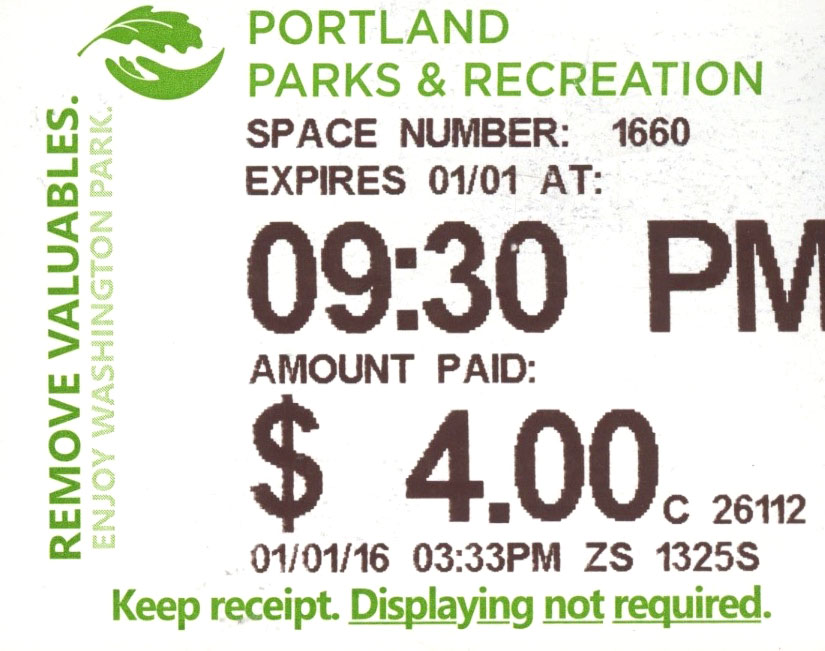 PORTLAND
PARKS & RECREATION
SPACE NUMBER: 1660
EXPIRES 01/01 AT:
09:30 PM
AMOUNT PAID:
$ 4.00 C 26112
01/01/16 03:33PM ZS 1325S
Keep receipt. Displaying not required.
REMOVE VALUABLES.
ENJOY WASHINGTON PARK.